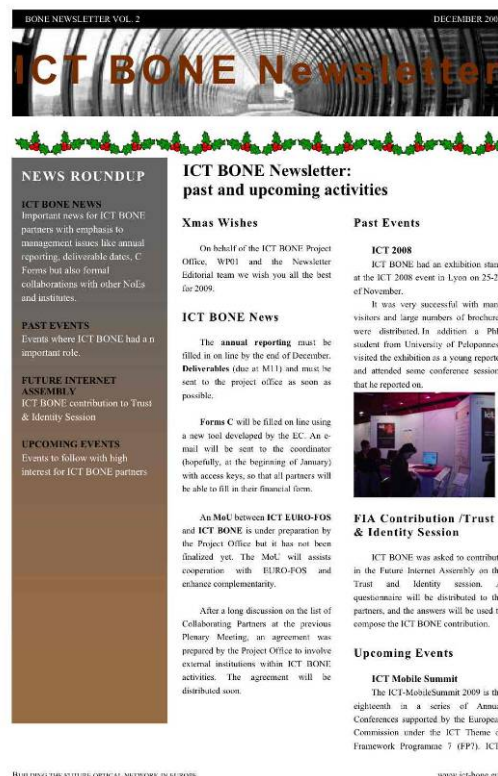 BONE NEWSLETTER VOL. 2
DECEMBER 200
ICT BONE Newsletter
NEWS ROUNDUP
ICT BONE NEWS
Important news for ICT BONE
partners with emphasis to
management issues like annual
reporting, deliverable dates, C
Forms but also formal
collaborations with other NoEs
and institutes.
PAST EVENTS
Events where ICT BONE had a n
important role.
FUTURE INTERNET
ASSEMBLY
ICT BONE contribution to Trust
& Identity Session
UPCOMING EVENTS
Events to follow with high
interest for ICT BONE partners
ICT BONE Newsletter:
past and upcoming activities
Xmas Wishes
On behalf of the ICT BONE Project
Office, WP01 and the Newsletter
Editorial team we wish you all the best
for 2009.
ICT BONE News
The annual reporting must be
filled in on line by the end of December.
Deliverables (due at M11) and must be
sent to the project office as soon as
possible.
Forms C will be filled on line using
a new tool developed by the EC. An e-
mail will be sent to the coordinator
(hopefully, at the beginning of January)
with access keys, so that all partners will
be able to fill in their financial form.
An MoU between ICT EURO-FOS
and ICT BONE is under preparation by
the Project Office but it has not been
finalized yet. The MoU will assists
cooperation with EURO-FOS and
enhance complementarity.
After a long discussion on the list of
Collaborating Partners at the previous
Plenary Meeting, an agreement was
prepared by the Project Office to involve
external institutions within ICT BONE
activities. The agreement will be
distributed soon.
Past Events
ICT 2008
ICT BONE had an exhibition stan
at the ICT 2008 event in Lyon on 25-2
of November.
It was very successful with man
visitors and large numbers of brochure
were distributed. In addition a Ph
student from University of Peloponne
visited the exhibition as a young reporte
and attended some conference session
that he reported on.
FIA Contribution /Trust
& Identity Session
ICT BONE was asked to contribut
in the Future Internet Assembly on th
Trust and Identity session.
questionnaire will be distributed to th
partners, and the answers will be used t
compose the ICT BONE contribution.
Upcoming Events
ICT Mobile Summit
The ICT-MobileSummit 2009 is th
eighteenth in a series of Annua
Conferences supported by the Europea
Commission under the ICT Theme o
Framework Programme 7 (FP7). ICT
BUILDING THE FUTURE OPTICAL NETWORK IN EUROPE
www.ict-bone.e